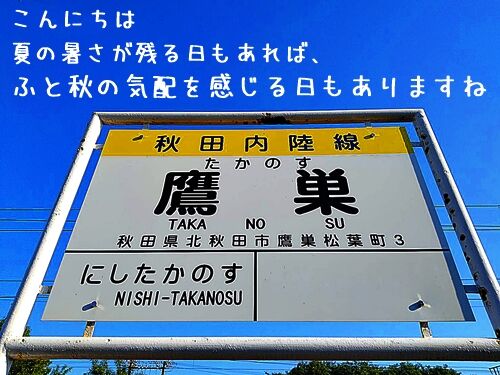 こんにちは
夏の暑さが残る日もあれば、
ふと秋の気配を感じる日もありますね
秋田内陸線
たかのす
鷹巣
TAKA NO SU
秋田県北秋田市鷹巣松葉町3
にしたかのす
NISHI-TAKANOSU